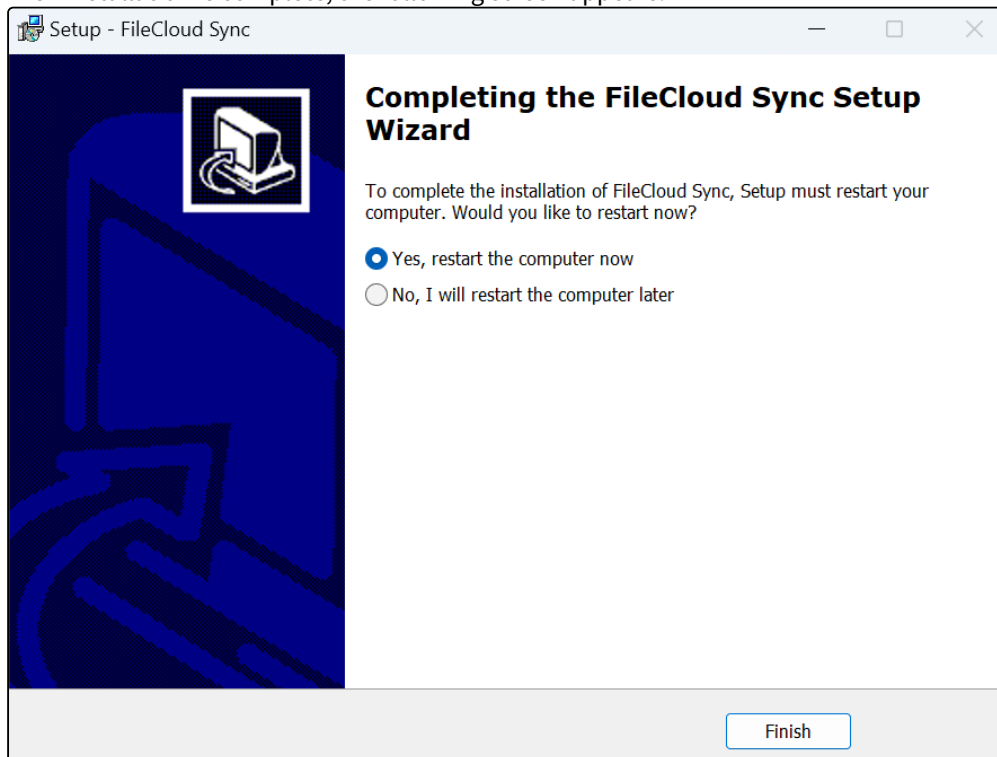 Setup - FileCloud Sync
Completing the FileCloud Sync Setup
Wizard
To complete the installation of FileCloud Sync, Setup must restart your
computer. Would you like to restart now?
Yes, restart the computer now
No, I will restart the computer later
Finish